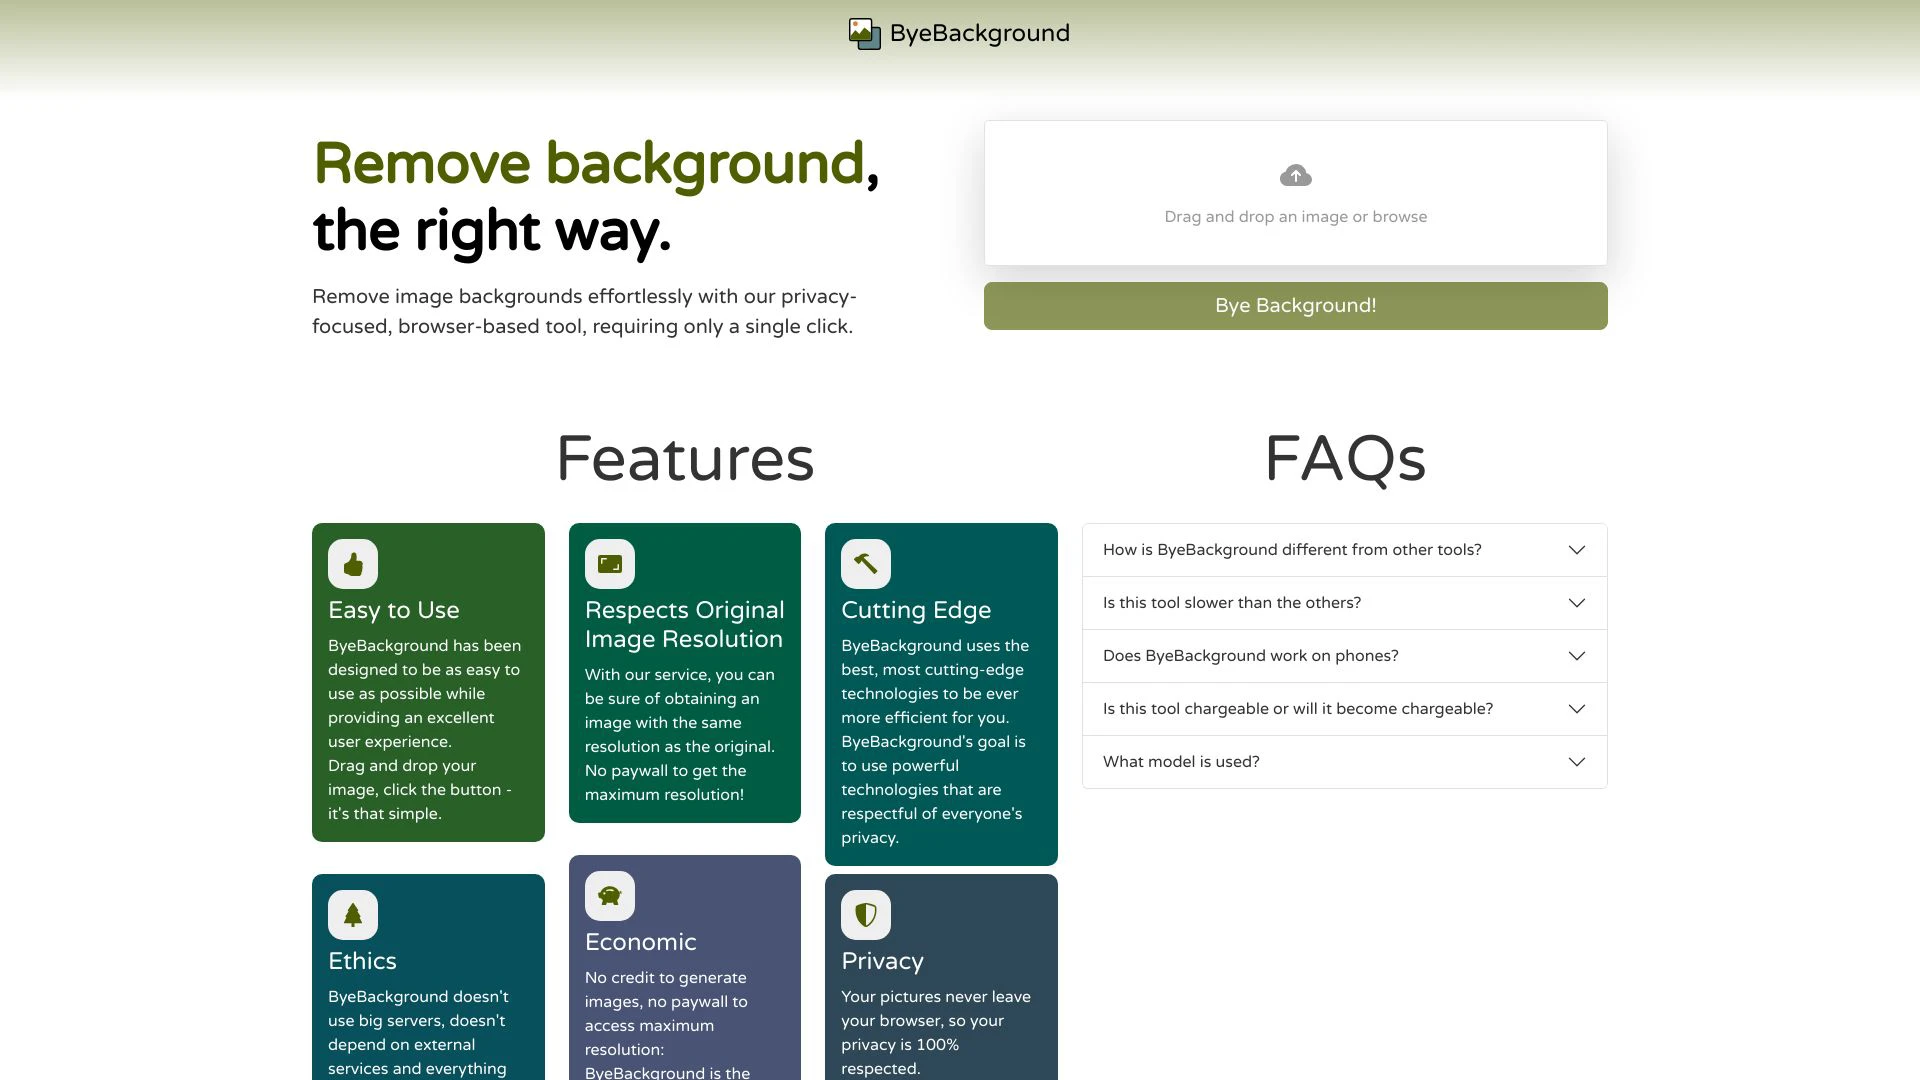 ByeBackground
Remove background,
the right way.
Remove image backgrounds effortlessly with our privacy-
focused, browser-based tool, requiring only a single click.
Drag and drop an image or browse
Bye Background!
Features
Easy to Use
ByeBackground has been
designed to be as easy to
use as possible while
providing an excellent
user experience.
Drag and drop your
image, click the button -
it's that simple.
Respects Original
Image Resolution
With our service, you can
be sure of obtaining an
image with the same
resolution as the original.
No paywall to get the
maximum resolution!
Cutting Edge
ByeBackground uses the
best, most cutting-edge
technologies to be ever
more efficient for you.
ByeBackground's goal is
to use powerful
technologies that are
respectful of everyone's
privacy.
Ethics
ByeBackground doesn't
use big servers, doesn't
depend on external
services and everything
Economic
No credit to generate
images, no paywall to
access maximum
resolution:
ByeBackground is the
Privacy
Your pictures never leave
your browser, so your
privacy is 100%
respected.
FAQs
How is ByeBackground different from other tools?
Is this tool slower than the others?
Does ByeBackground work on phones?
Is this tool chargeable or will it become chargeable?
What model is used?